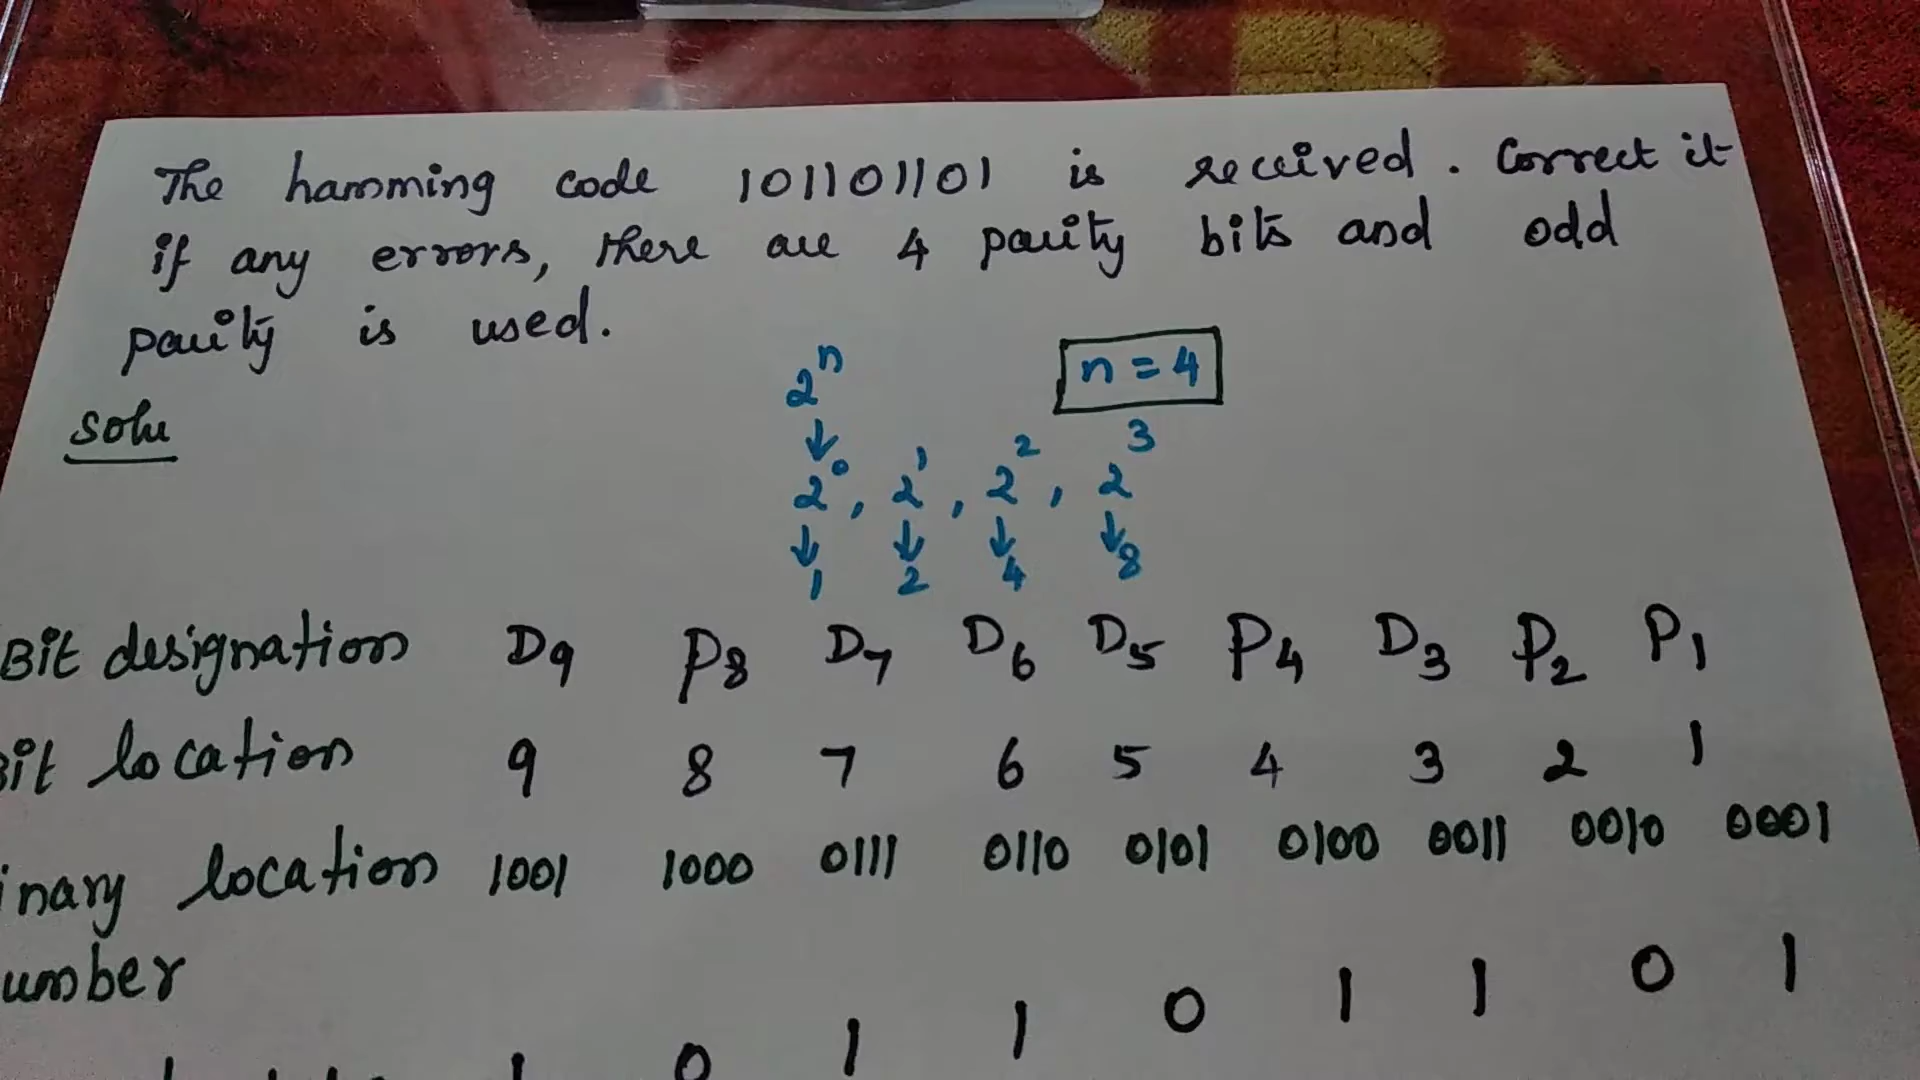 The hamming code 101101101 is received. Correct it
if any errors, there are 4 parity bits and odd
parity is used.
Solu
2ⁿ n=4
↓
2⁰, 2¹, 2², 2³
↓ ↓ ↓ ↓
1 2 4 8
Bit designation D9 P8 D7 D6 D5 P4 D3 P2 P1
Bit location 9 8 7 6 5 4 3 2 1
inary location 1001 1000 0111 0110 0101 0100 0011 0010 0001
umber
1 0 1 1 0 1 1 0 1